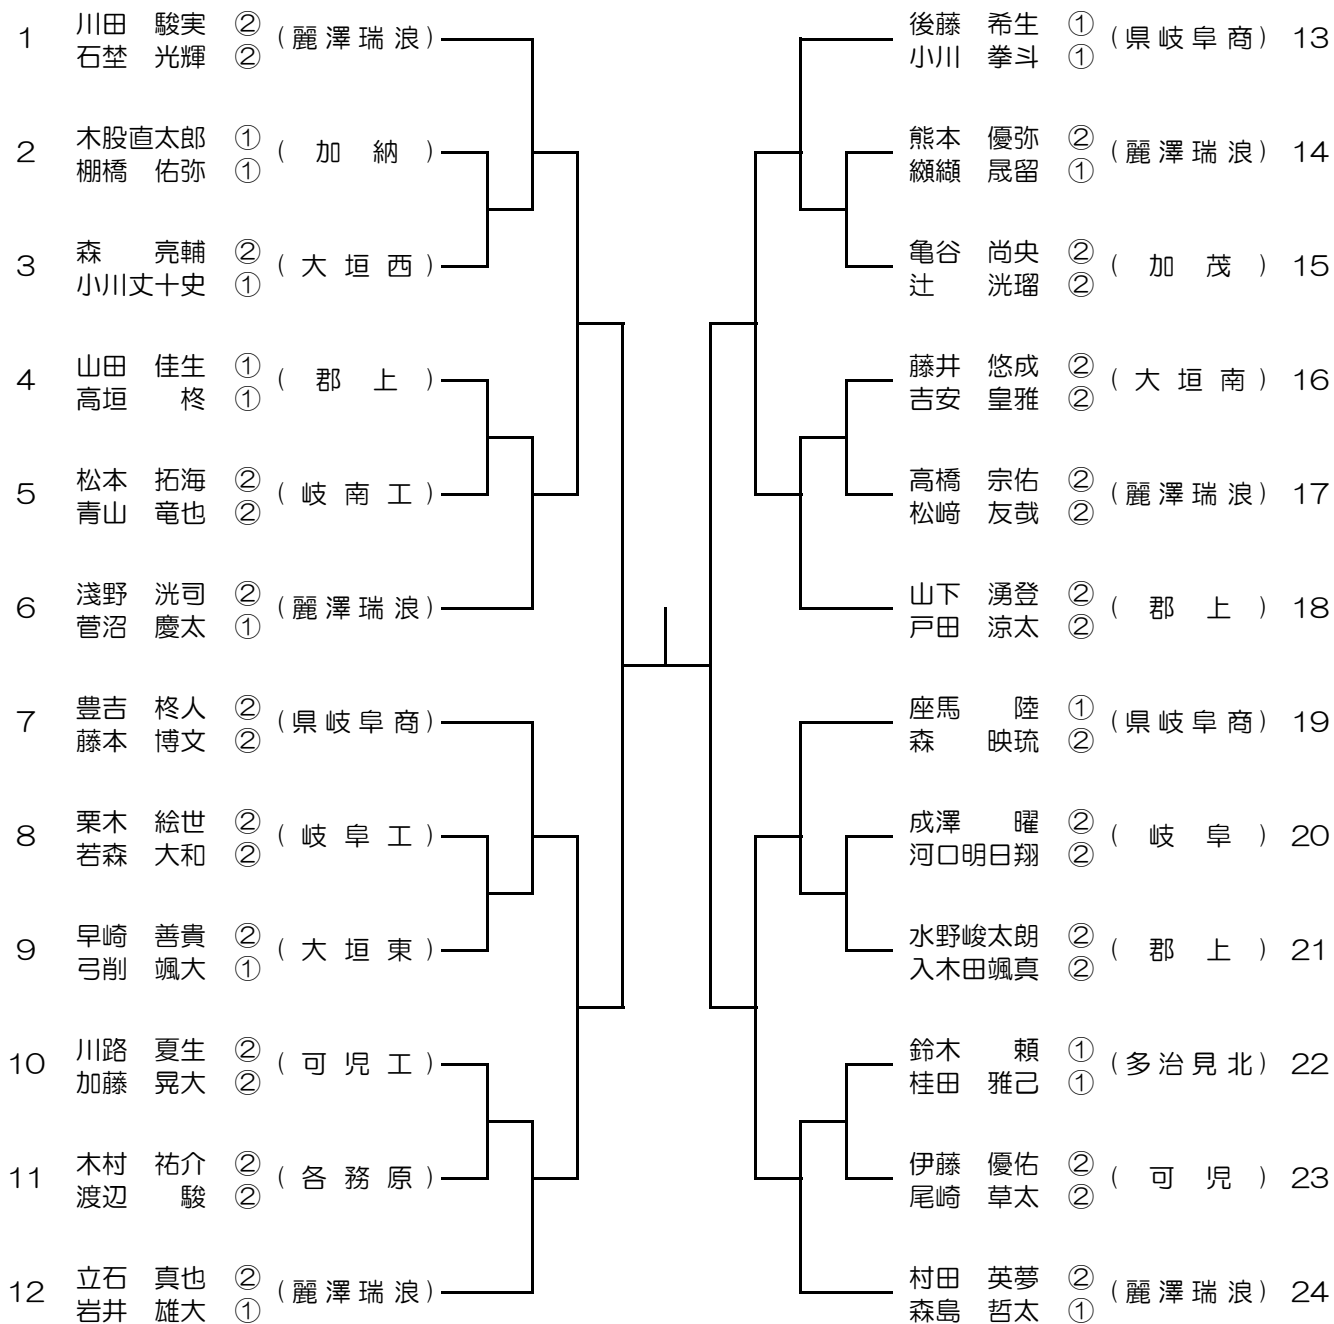 1 川田 駿実 ② (麗澤瑞浪)
石埜 光輝 ②
2 木股直太郎 ① (加納)
棚橋 佑弥 ①
3 森 亮輔 ② (大垣西)
小川丈十史 ①
4 山田 佳生 ① (郡上)
高垣 柊 ①
5 松本 拓海 ② (岐南工)
青山 竜也 ②
6 淺野 洸司 ② (麗澤瑞浪)
菅沼 慶太 ①
7 豊吉 柊人 ② (県岐阜商)
藤本 博文 ②
8 栗木 絵世 ② (岐阜工)
若森 大和 ②
9 早崎 善貴 ② (大垣東)
弓削 颯大 ①
10 川路 夏生 ② (可児工)
加藤 晃大 ②
11 木村 祐介 ② (各務原)
渡辺 駿 ②
12 立石 真也 ② (麗澤瑞浪)
岩井 雄大 ①
後藤 希生 ① (県岐阜商) 13
小川 拳斗 ①
熊本 優弥 ② (麗澤瑞浪) 14
纐纈 晟留 ①
亀谷 尚央 ② (加茂) 15
辻 洸瑠 ②
藤井 悠成 ② (大垣南) 16
吉安 皇雅 ②
高橋 宗佑 ② (麗澤瑞浪) 17
松﨑 友哉 ②
山下 湧登 ② (郡上) 18
戸田 涼太 ②
座馬 陸 ① (県岐阜商) 19
森 映琉 ②
成澤 曜 ② (岐阜) 20
河口明日翔 ②
水野峻太朗 ② (郡上) 21
入木田颯真 ②
鈴木 頼 ① (多治見北) 22
桂田 雅己 ①
伊藤 優佑 ② (可児) 23
尾崎 草太 ②
村田 英夢 ② (麗澤瑞浪) 24
森島 哲太 ①